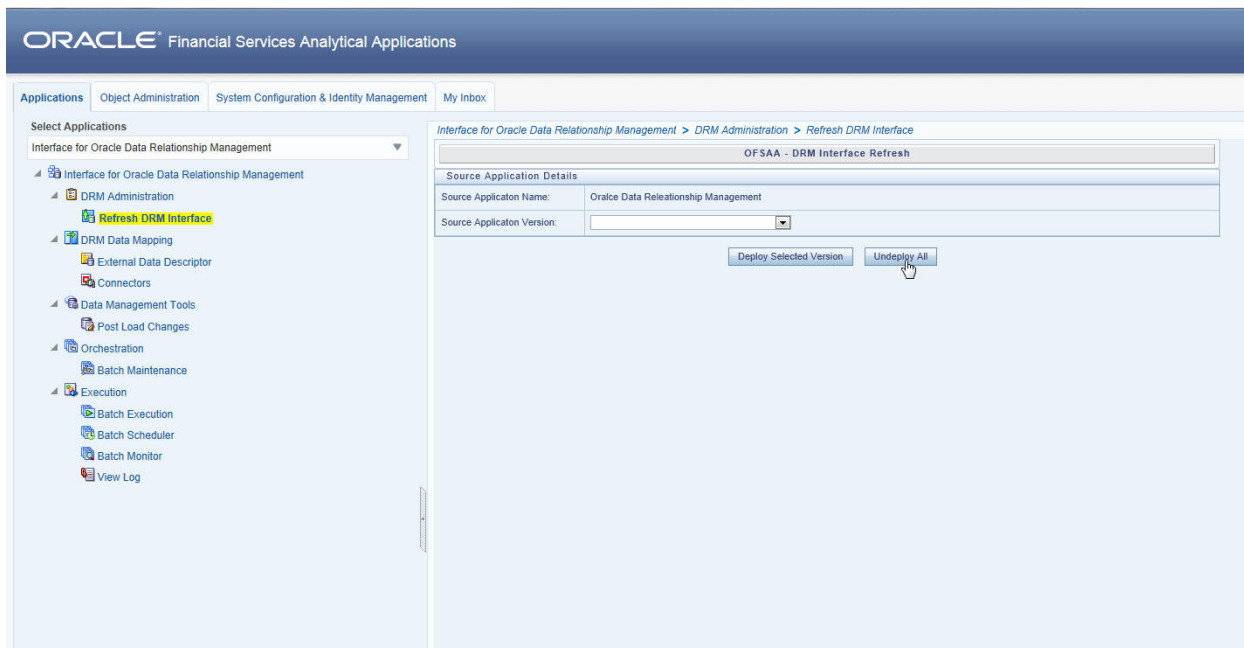 ORACLE® Financial Services Analytical Applications
Applications Object Administration System Configuration & Identity Management My Inbox
Select Applications
Interface for Oracle Data Relationship Management
Interface for Oracle Data Relationship Management
DRM Administration
Refresh DRM Interface
DRM Data Mapping
External Data Descriptor
Connectors
Data Management Tools
Post Load Changes
Orchestration
Batch Maintenance
Execution
Batch Execution
Batch Scheduler
Batch Monitor
View Log
Interface for Oracle Data Relationship Management > DRM Administration > Refresh DRM Interface
OFSAA - DRM Interface Refresh
Source Application Details
Source Applicaton Name: Oralce Data Releationship Management
Source Applicaton Version:
Deploy Selected Version Undeploy All